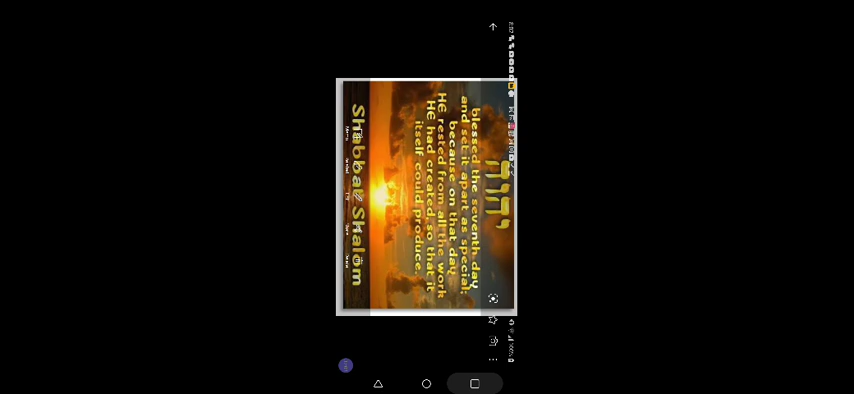 יהוה
blessed the seventh day
and set it apart as special;
because on that day
HE rested from all the work
HE had created, so that it
itself could produce.
Shabbat Shalom